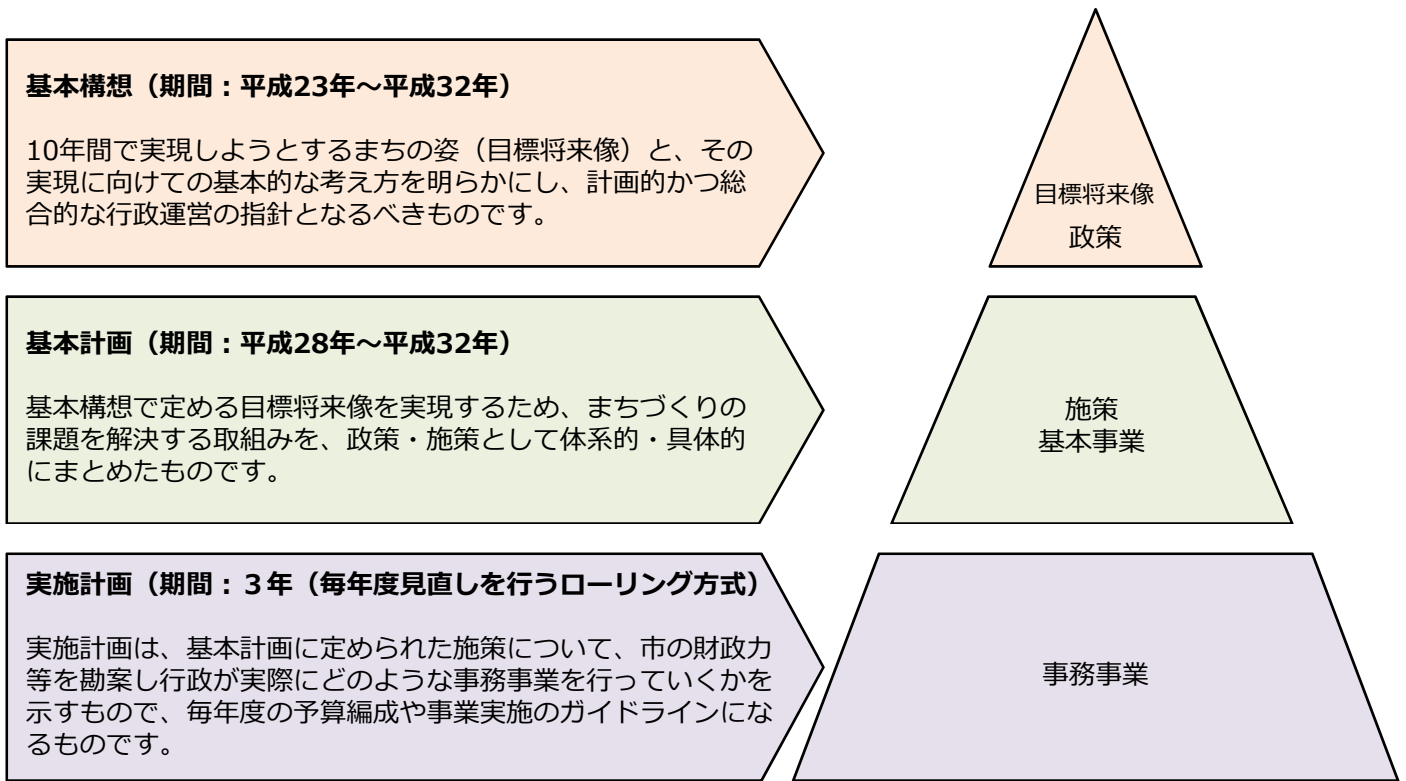 基本構想（期間：平成23年～平成32年）
10年間で実現しようとするまちの姿（目標将来像）と、その
実現に向けての基本的な考え方を明らかにし、計画的かつ総
合的な行政運営の指針となるべきものです。
目標将来像
政策
基本計画（期間：平成28年～平成32年）
基本構想で定める目標将来像を実現するため、まちづくりの
課題を解決する取組みを、政策・施策として体系的・具体的
にまとめたものです。
施策
基本事業
実施計画（期間：３年（毎年度見直しを行うローリング方式）
実施計画は、基本計画に定められた施策について、市の財政力
等を勘案し行政が実際にどのような事務事業を行っていくかを
示すもので、毎年度の予算編成や事業実施のガイドラインにな
るものです。
事務事業